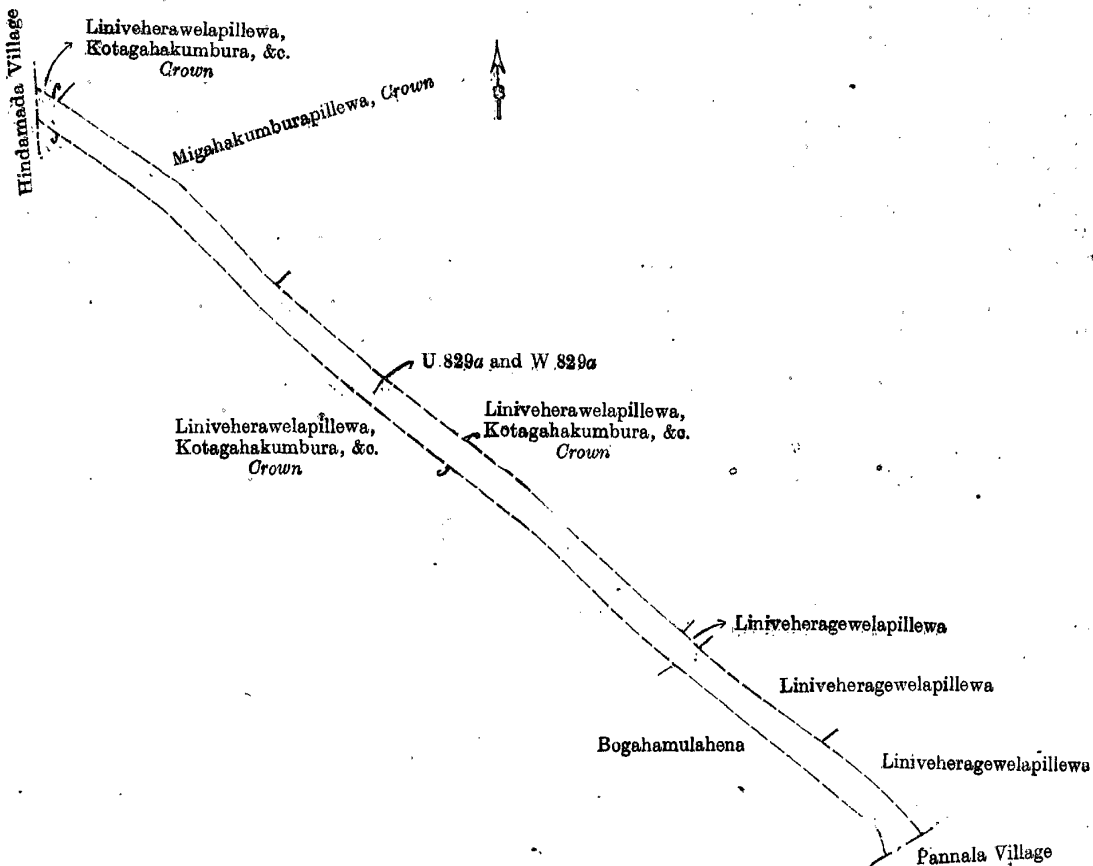 Hindamada Village
Liniveherawelapillewa,
Kotagahakumbura, &c.
Crown
Migahakumburapillewa, Crown
U 829a and W 829a
Liniveherawelapillewa,
Kotagahakumbura, &c.
Crown
Liniveherawelapillewa,
Kotagahakumbura, &c.
Crown
Liniveheragewelapillewa
Liniveheragewelapillewa
Bogahamulahena
Liniveheragewelapillewa
Pannala Village